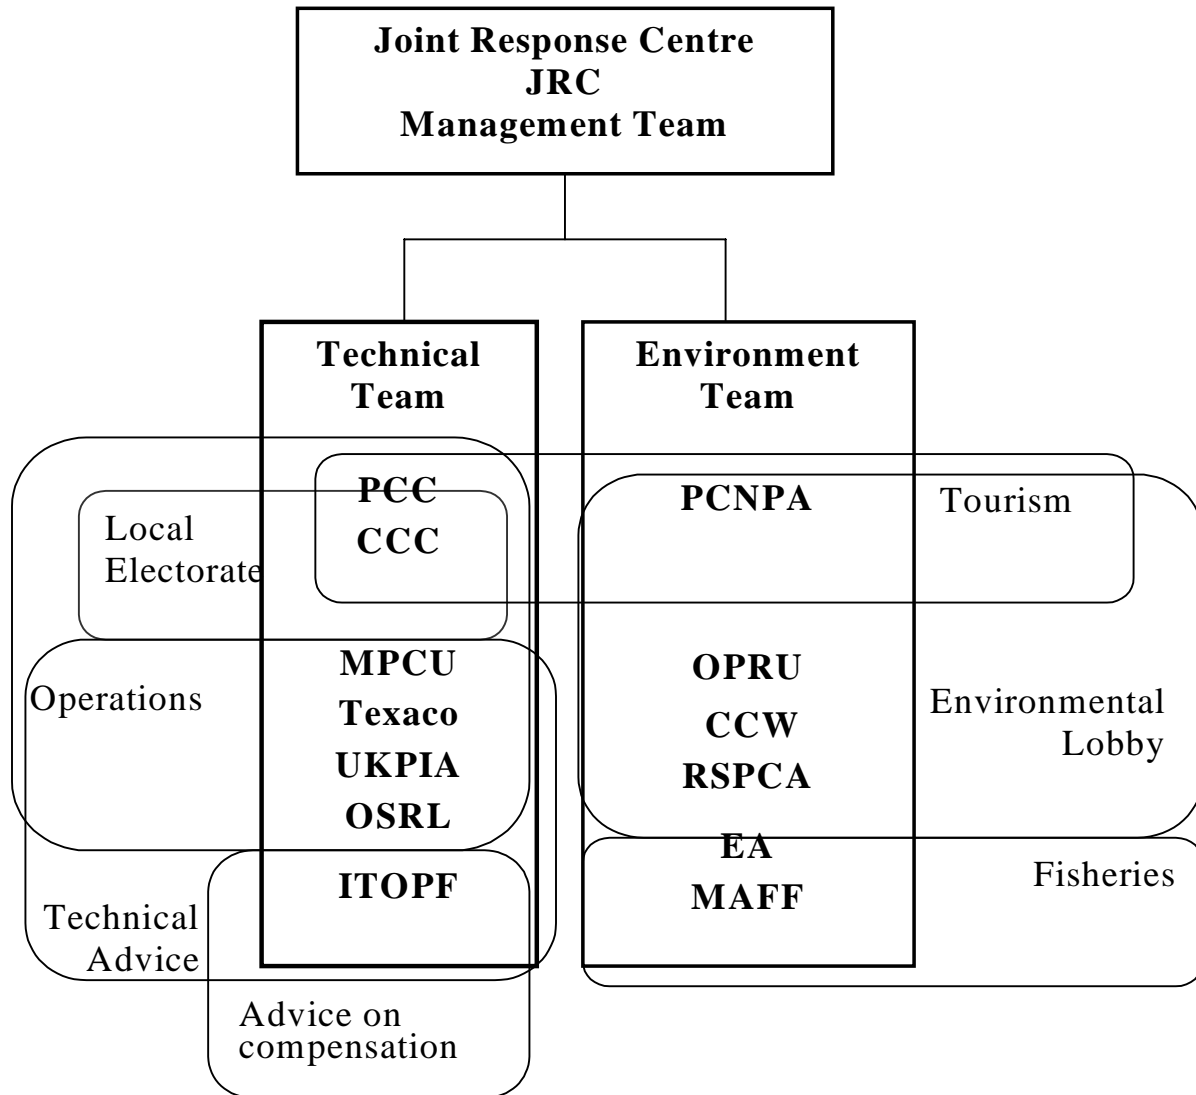 Joint Response Centre
JRC
Management Team
Technical
Team
Environment
Team
PCC
CCC
PCNPA
Tourism
Local
Electorate
MPCU
Texaco
UKPIA
OSRL
Operations
OPRU
CCW
RSPCA
Environmental
Lobby
EA
MAFF
Fisheries
ITOPF
Technical
Advice
Advice on
compensation